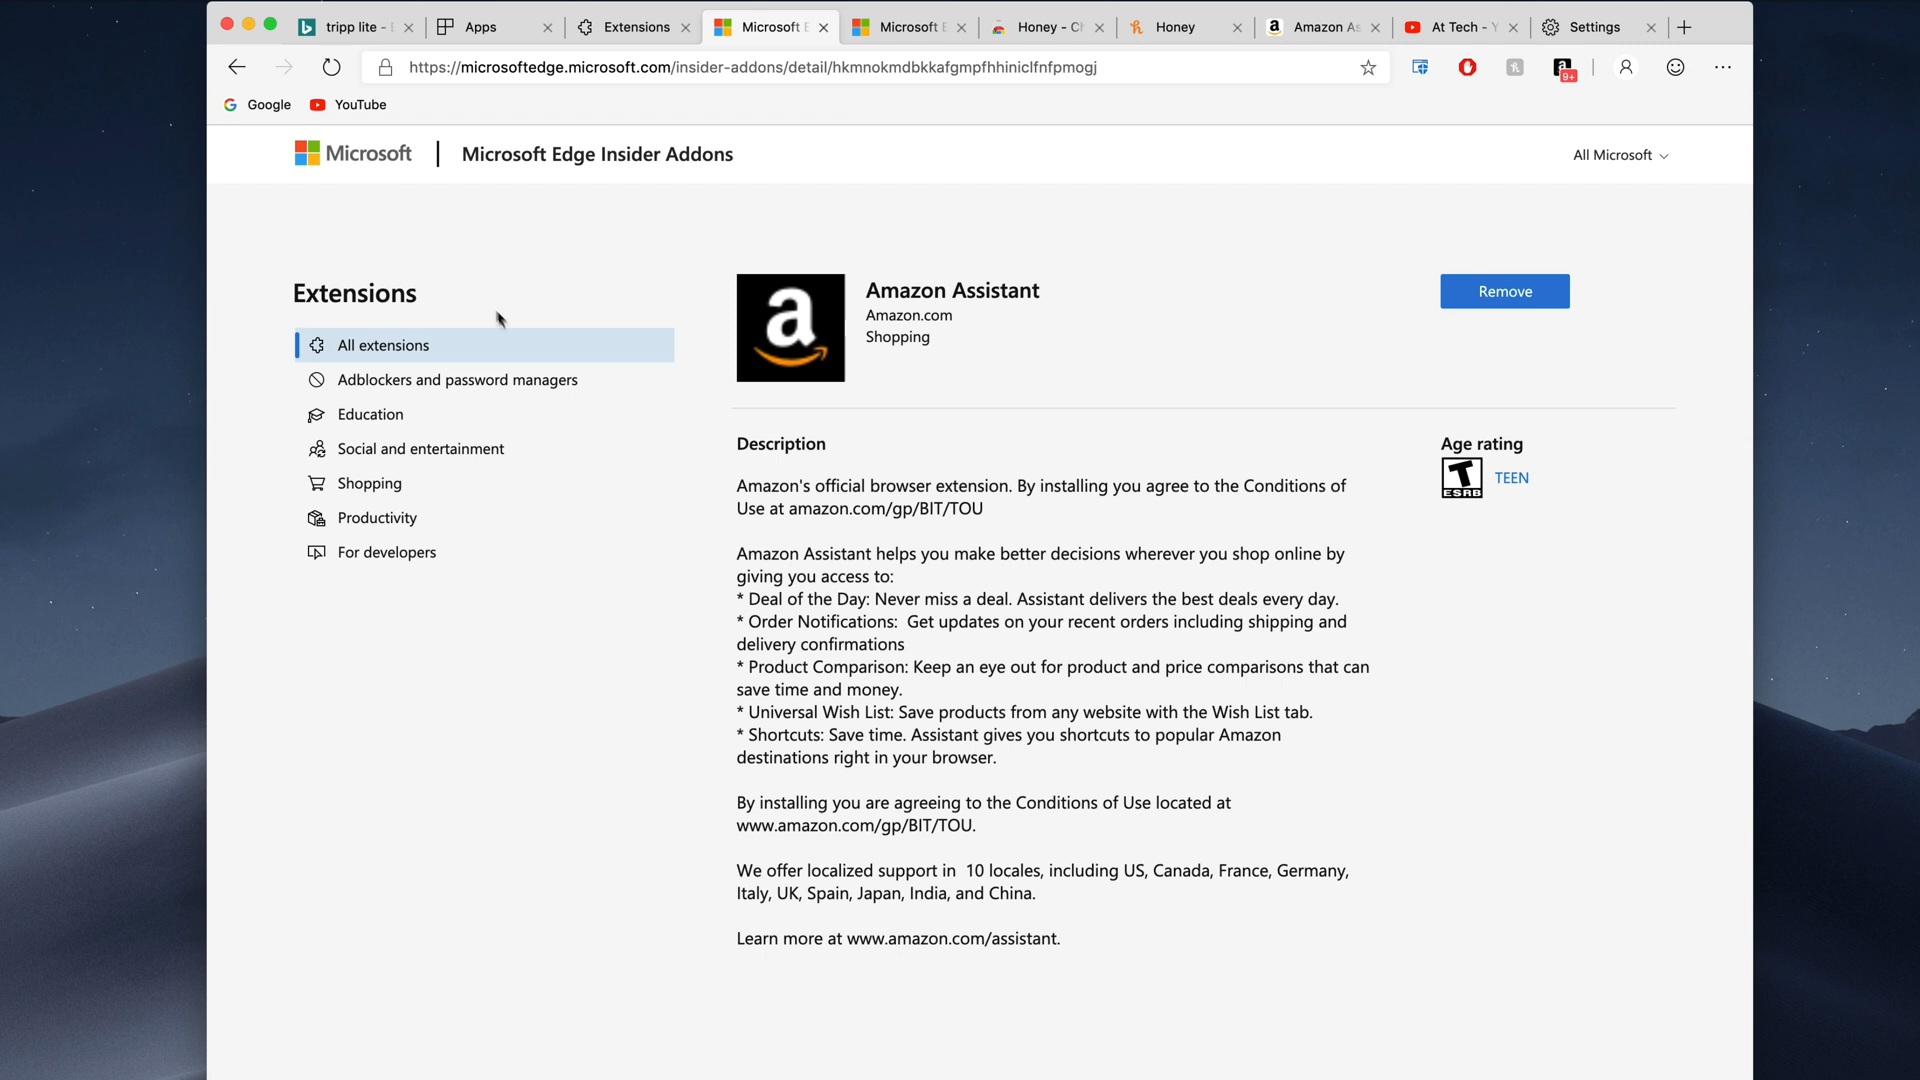 tripp lite - Apps Extensions Microsoft E Microsoft E Honey - Ch Honey Amazon As At Tech - Y Settings
https://microsoftedge.microsoft.com/insider-addons/detail/hkmnokmdbkkafgmpfhhiniclfnfpmogj
9+
Google YouTube
Microsoft Microsoft Edge Insider Addons All Microsoft
Extensions
All extensions
Adblockers and password managers
Education
Social and entertainment
Shopping
Productivity
For developers
Amazon Assistant
Amazon.com
Shopping
Remove
Description
Amazon's official browser extension. By installing you agree to the Conditions of
Use at amazon.com/gp/BIT/TOU
Amazon Assistant helps you make better decisions wherever you shop online by
giving you access to:
* Deal of the Day: Never miss a deal. Assistant delivers the best deals every day.
* Order Notifications:  Get updates on your recent orders including shipping and
delivery confirmations
* Product Comparison: Keep an eye out for product and price comparisons that can
save time and money.
* Universal Wish List: Save products from any website with the Wish List tab.
* Shortcuts: Save time. Assistant gives you shortcuts to popular Amazon
destinations right in your browser.
By installing you are agreeing to the Conditions of Use located at
www.amazon.com/gp/BIT/TOU.
We offer localized support in  10 locales, including US, Canada, France, Germany,
Italy, UK, Spain, Japan, India, and China.
Learn more at www.amazon.com/assistant.
Age rating
T
ESRB
TEEN